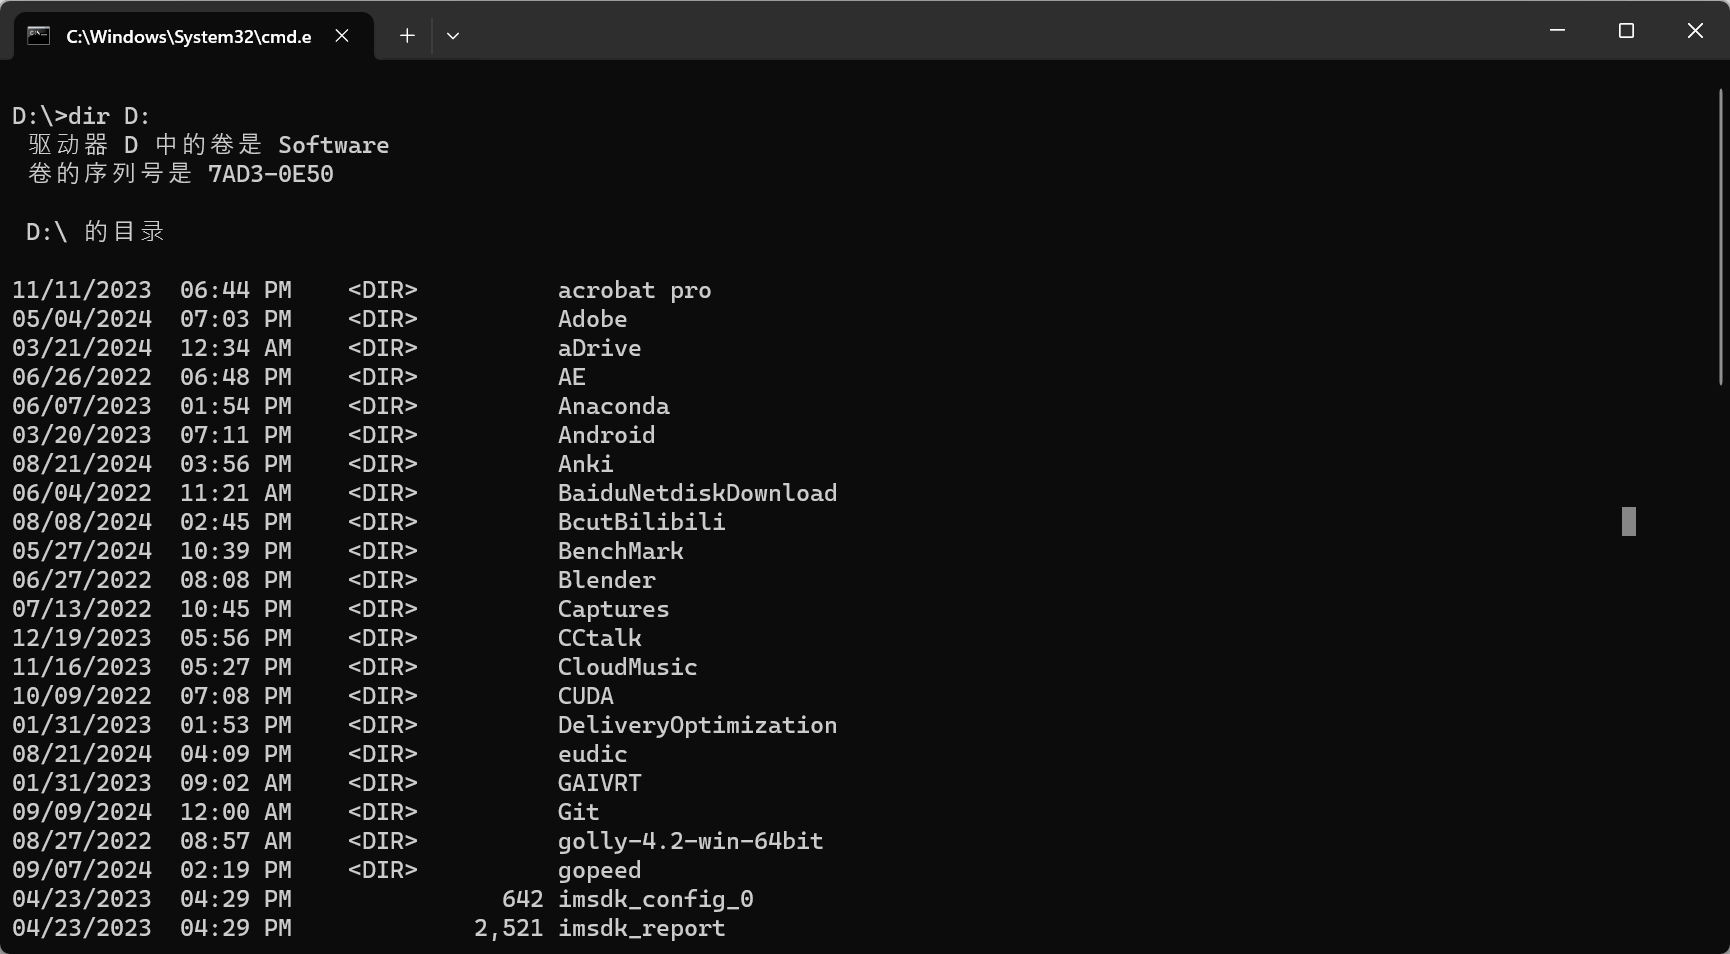 C:\Windows\System32\cmd.e
D:\>dir D:
驱动器 D 中的卷是 Software
卷的序列号是 7AD3-0E50
D:\ 的目录
11/11/2023  06:44 PM    <DIR>          acrobat pro
05/04/2024  07:03 PM    <DIR>          Adobe
03/21/2024  12:34 AM    <DIR>          aDrive
06/26/2022  06:48 PM    <DIR>          AE
06/07/2023  01:54 PM    <DIR>          Anaconda
03/20/2023  07:11 PM    <DIR>          Android
08/21/2024  03:56 PM    <DIR>          Anki
06/04/2022  11:21 AM    <DIR>          BaiduNetdiskDownload
08/08/2024  02:45 PM    <DIR>          BcutBilibili
05/27/2024  10:39 PM    <DIR>          BenchMark
06/27/2022  08:08 PM    <DIR>          Blender
07/13/2022  10:45 PM    <DIR>          Captures
12/19/2023  05:56 PM    <DIR>          CCtalk
11/16/2023  05:27 PM    <DIR>          CloudMusic
10/09/2022  07:08 PM    <DIR>          CUDA
01/31/2023  01:53 PM    <DIR>          DeliveryOptimization
08/21/2024  04:09 PM    <DIR>          eudic
01/31/2023  09:02 AM    <DIR>          GAIVRT
09/09/2024  12:00 AM    <DIR>          Git
08/27/2022  08:57 AM    <DIR>          golly-4.2-win-64bit
09/07/2024  02:19 PM    <DIR>          gopeed
04/23/2023  04:29 PM               642 imsdk_config_0
04/23/2023  04:29 PM             2,521 imsdk_report